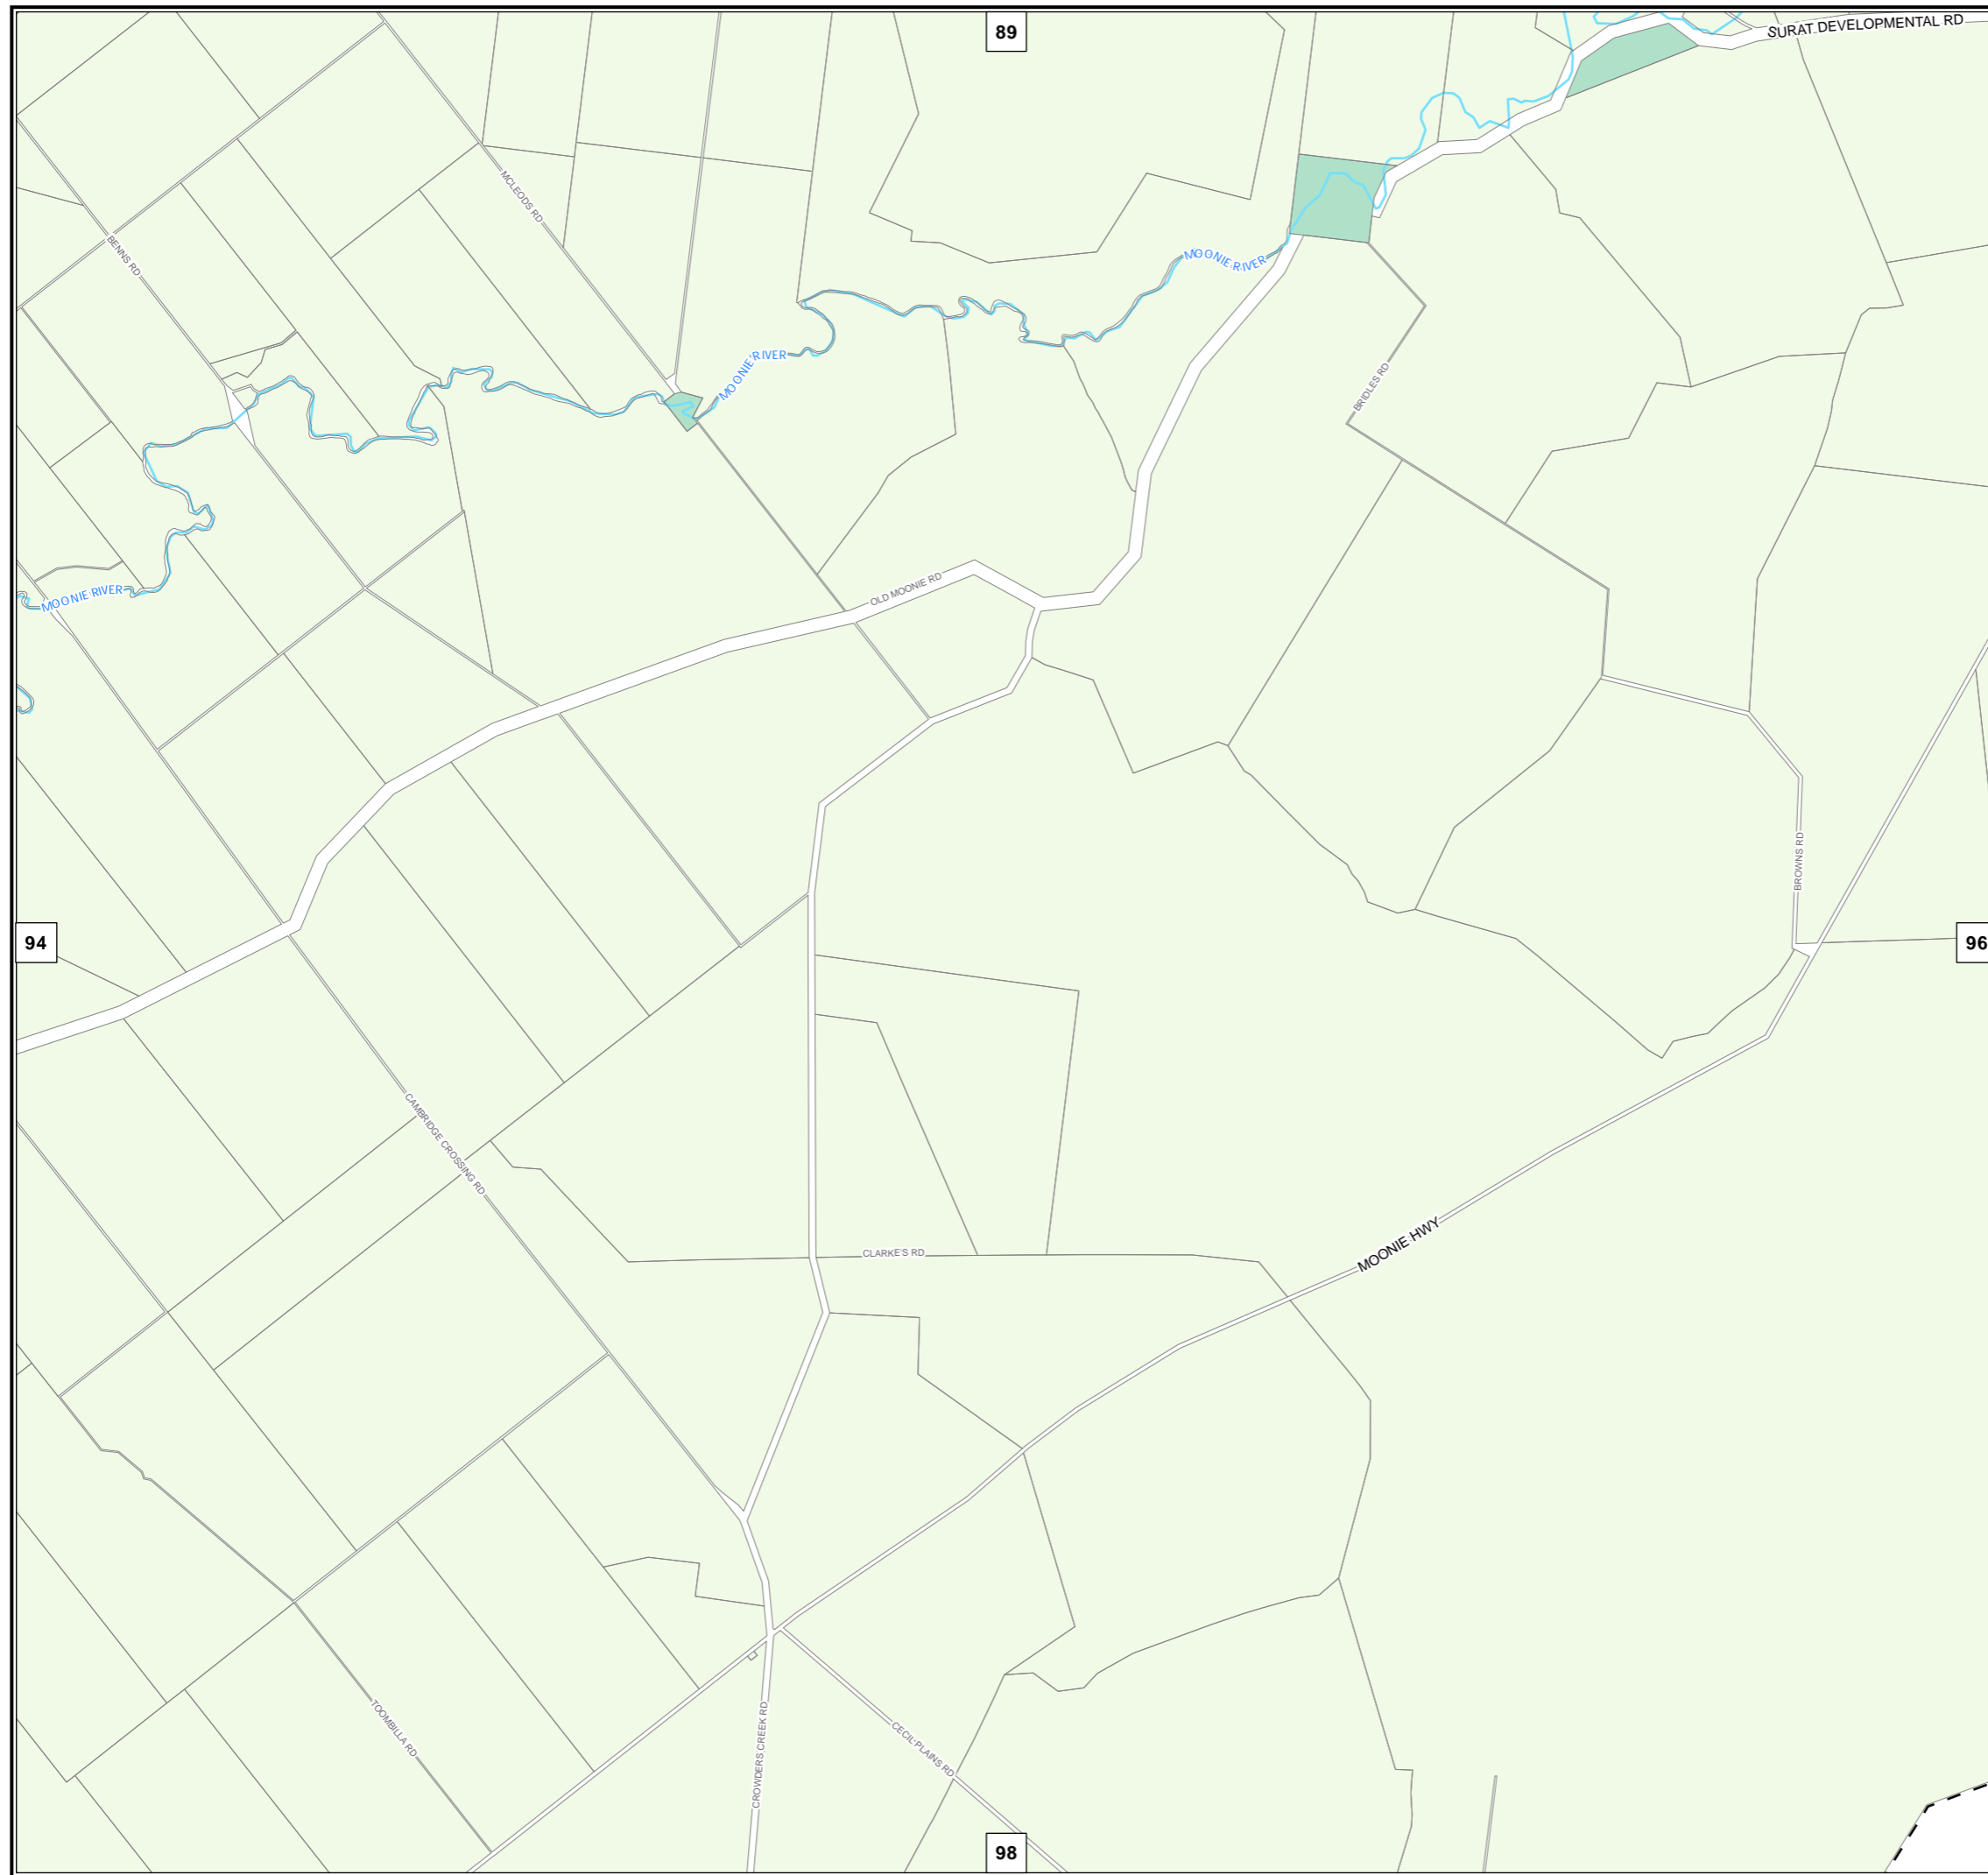 89
SURAT DEVELOPMENTAL RD
MCLEODS RD
BENNS RD
MOONIE RIVER
MOONIE RIVER
BRIDLES RD
MOONIE RIVER
OLD MOONIE RD
BROWNS RD
94
96
CAMBRIDGE CROSSING RD
MOONIE HWY
CLARKE'S RD
TOOMBILLA RD
CROWDERS CREEK RD
CECIL PLAINS RD
98